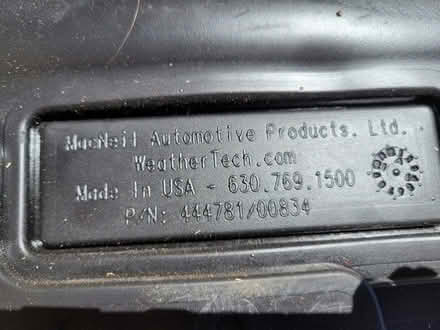 MacNeil Automotive Products. Ltd.
WeatherTech.com
Made In USA - 630.769.1500
P/N: 444781/00834